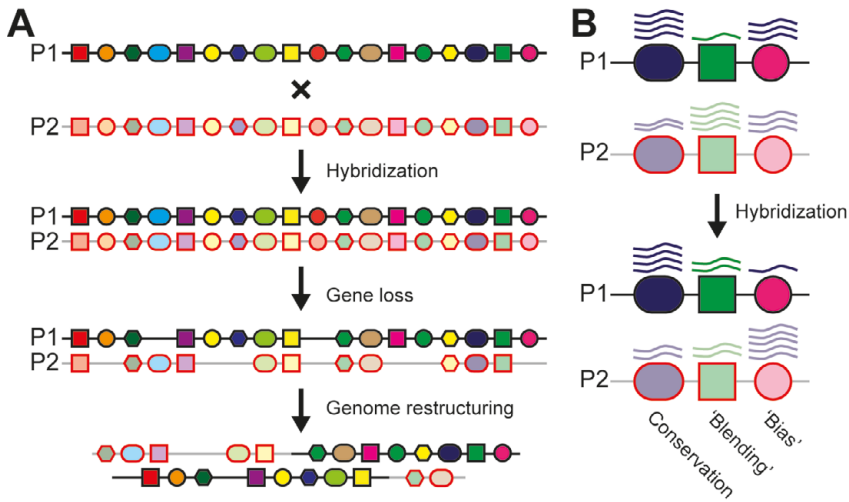 A
P1
P2
Hybridization
P1
P2
Gene loss
P1
P2
Genome restructuring
B
P1
P2
Hybridization
P1
P2
Conservation
'Blending'
'Bias'